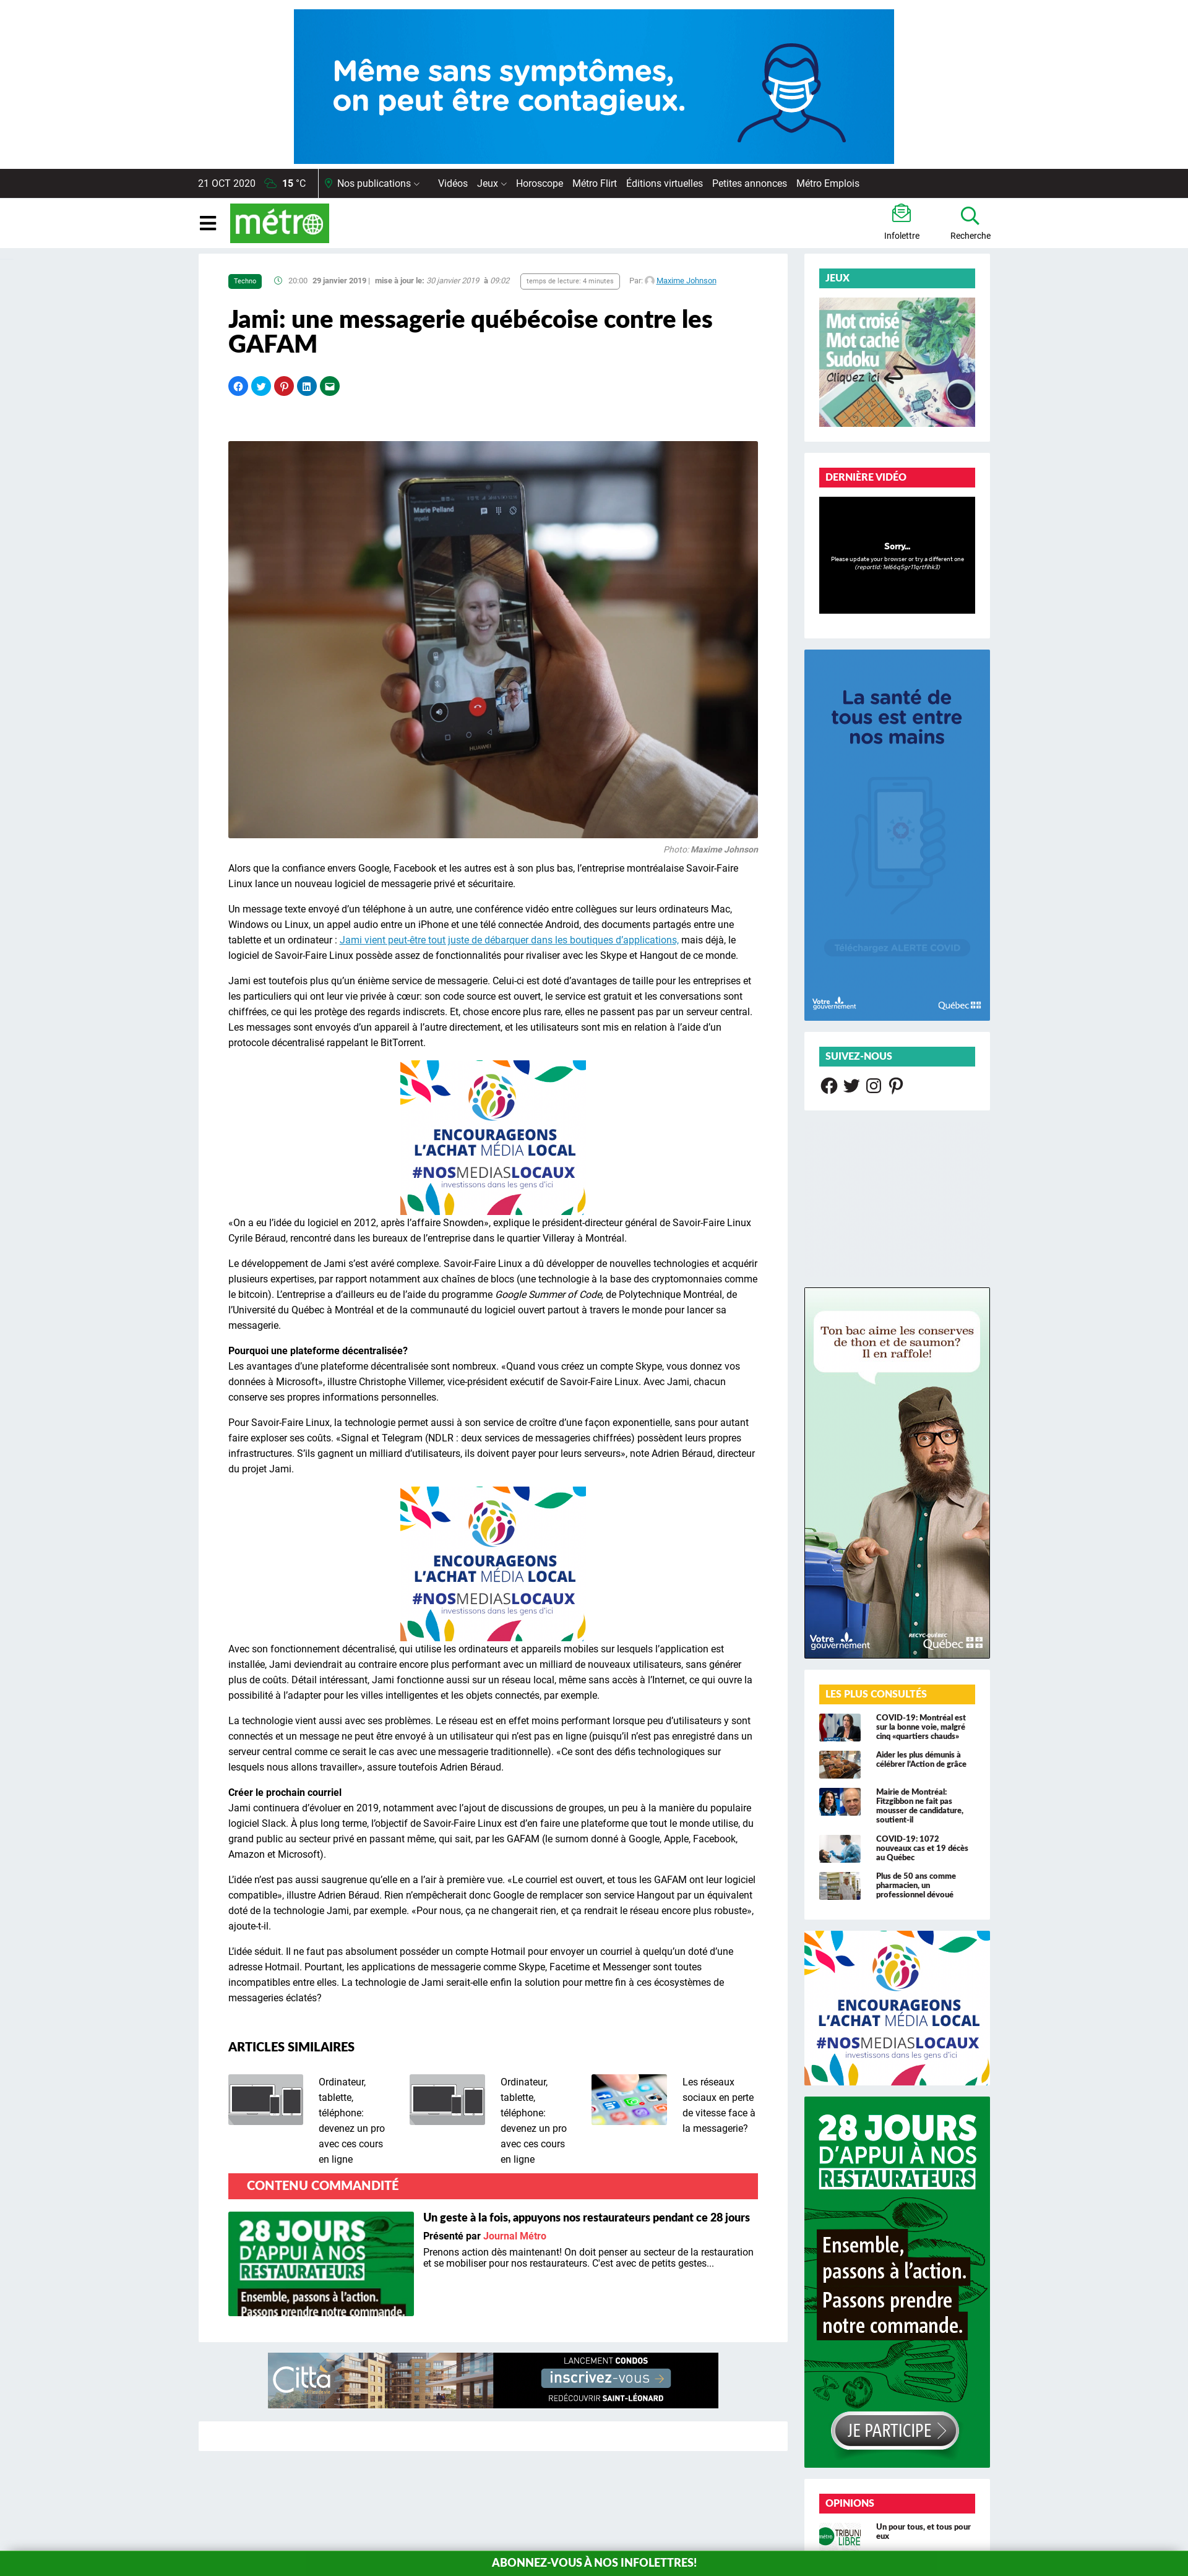 Même sans symptômes,
on peut être contagieux.
21 OCT 2020 15 °C Nos publications Vidéos Jeux Horoscope Métro Flirt Éditions virtuelles Petites annonces Métro Emplois
métro
Infolettre Recherche
Techno 20:00 29 janvier 2019 | mise à jour le: 30 janvier 2019 à 09:02 temps de lecture: 4 minutes Par: Maxime Johnson
Jami: une messagerie québécoise contre les
GAFAM
Marie Pelland
HUAWEI
Photo: Maxime Johnson
Alors que la confiance envers Google, Facebook et les autres est à son plus bas, l’entreprise montréalaise Savoir-Faire
Linux lance un nouveau logiciel de messagerie privé et sécuritaire.
Un message texte envoyé d’un téléphone à un autre, une conférence vidéo entre collègues sur leurs ordinateurs Mac,
Windows ou Linux, un appel audio entre un iPhone et une télé connectée Android, des documents partagés entre une
tablette et un ordinateur : Jami vient peut-être tout juste de débarquer dans les boutiques d’applications, mais déjà, le
logiciel de Savoir-Faire Linux possède assez de fonctionnalités pour rivaliser avec les Skype et Hangout de ce monde.
Jami est toutefois plus qu’un énième service de messagerie. Celui-ci est doté d’avantages de taille pour les entreprises et
les particuliers qui ont leur vie privée à cœur: son code source est ouvert, le service est gratuit et les conversations sont
chiffrées, ce qui les protège des regards indiscrets. Et, chose encore plus rare, elles ne passent pas par un serveur central.
Les messages sont envoyés d’un appareil à l’autre directement, et les utilisateurs sont mis en relation à l’aide d’un
protocole décentralisé rappelant le BitTorrent.
ENCOURAGEONS
L’ACHAT MÉDIA LOCAL
#NOSMEDIASLOCAUX
investissons dans les gens d’ici
«On a eu l’idée du logiciel en 2012, après l’affaire Snowden», explique le président-directeur général de Savoir-Faire Linux
Cyrile Béraud, rencontré dans les bureaux de l’entreprise dans le quartier Villeray à Montréal.
Le développement de Jami s’est avéré complexe. Savoir-Faire Linux a dû développer de nouvelles technologies et acquérir
plusieurs expertises, par rapport notamment aux chaînes de blocs (une technologie à la base des cryptomonnaies comme
le bitcoin). L’entreprise a d’ailleurs eu de l’aide du programme Google Summer of Code, de Polytechnique Montréal, de
l’Université du Québec à Montréal et de la communauté du logiciel ouvert partout à travers le monde pour lancer sa
messagerie.
Pourquoi une plateforme décentralisée?
Les avantages d’une plateforme décentralisée sont nombreux. «Quand vous créez un compte Skype, vous donnez vos
données à Microsoft», illustre Christophe Villemer, vice-président exécutif de Savoir-Faire Linux. Avec Jami, chacun
conserve ses propres informations personnelles.
Pour Savoir-Faire Linux, la technologie permet aussi à son service de croître d’une façon exponentielle, sans pour autant
faire exploser ses coûts. «Signal et Telegram (NDLR : deux services de messageries chiffrées) possèdent leurs propres
infrastructures. S’ils gagnent un milliard d’utilisateurs, ils doivent payer pour leurs serveurs», note Adrien Béraud, directeur
du projet Jami.
ENCOURAGEONS
L’ACHAT MÉDIA LOCAL
#NOSMEDIASLOCAUX
investissons dans les gens d’ici
Avec son fonctionnement décentralisé, qui utilise les ordinateurs et appareils mobiles sur lesquels l’application est
installée, Jami deviendrait au contraire encore plus performant avec un milliard de nouveaux utilisateurs, sans générer
plus de coûts. Détail intéressant, Jami fonctionne aussi sur un réseau local, même sans accès à l’Internet, ce qui ouvre la
possibilité à l’adapter pour les villes intelligentes et les objets connectés, par exemple.
La technologie vient aussi avec ses problèmes. Le réseau est en effet moins performant lorsque peu d’utilisateurs y sont
connectés et un message ne peut être envoyé à un utilisateur qui n’est pas en ligne (puisqu’il n’est pas enregistré dans un
serveur central comme ce serait le cas avec une messagerie traditionnelle). «Ce sont des défis technologiques sur
lesquels nous allons travailler», assure toutefois Adrien Béraud.
Créer le prochain courriel
Jami continuera d’évoluer en 2019, notamment avec l’ajout de discussions de groupes, un peu à la manière du populaire
logiciel Slack. À plus long terme, l’objectif de Savoir-Faire Linux est d’en faire une plateforme que tout le monde utilise, du
grand public au secteur privé en passant même, qui sait, par les GAFAM (le surnom donné à Google, Apple, Facebook,
Amazon et Microsoft).
L’idée n’est pas aussi saugrenue qu’elle en a l’air à première vue. «Le courriel est ouvert, et tous les GAFAM ont leur logiciel
compatible», illustre Adrien Béraud. Rien n’empêcherait donc Google de remplacer son service Hangout par un équivalent
doté de la technologie Jami, par exemple. «Pour nous, ça ne changerait rien, et ça rendrait le réseau encore plus robuste»,
ajoute-t-il.
L’idée séduit. Il ne faut pas absolument posséder un compte Hotmail pour envoyer un courriel à quelqu’un doté d’une
adresse Hotmail. Pourtant, les applications de messagerie comme Skype, Facetime et Messenger sont toutes
incompatibles entre elles. La technologie de Jami serait-elle enfin la solution pour mettre fin à ces écosystèmes de
messageries éclatés?
ARTICLES SIMILAIRES
Ordinateur,
tablette,
téléphone:
devenez un pro
avec ces cours
en ligne
Ordinateur,
tablette,
téléphone:
devenez un pro
avec ces cours
en ligne
Les réseaux
sociaux en perte
de vitesse face à
la messagerie?
CONTENU COMMANDITÉ
28 JOURS
D’APPUI À NOS
RESTAURATEURS
Ensemble, passons à l’action.
Passons prendre notre commande.
Un geste à la fois, appuyons nos restaurateurs pendant ce 28 jours
Présenté par Journal Métro
Prenons action dès maintenant! On doit penser au secteur de la restauration
et se mobiliser pour nos restaurateurs. C'est avec de petits gestes...
Città
LANCEMENT CONDOS
inscrivez-vous
REDÉCOUVRIR SAINT-LÉONARD
JEUX
Mot croisé
Mot caché
Sudoku
Cliquez ici
DERNIÈRE VIDÉO
Sorry...
Please update your browser or try a different one
(reportId: 1el66q5gr11qrtfihk3)
La santé de
tous est entre
nos mains
Téléchargez ALERTE COVID
Votre
gouvernement
Québec
SUIVEZ-NOUS
Ton bac aime les conserves
de thon et de saumon?
Il en raffole!
Votre
gouvernement
RECYC-QUÉBEC
Québec
LES PLUS CONSULTÉS
COVID-19: Montréal est
sur la bonne voie, malgré
cinq «quartiers chauds»
Aider les plus démunis à
célébrer l'Action de grâce
Mairie de Montréal:
Fitzgibbon ne fait pas
mousser de candidature,
soutient-il
COVID-19: 1072
nouveaux cas et 19 décès
au Québec
Plus de 50 ans comme
pharmacien, un
professionnel dévoué
ENCOURAGEONS
L’ACHAT MÉDIA LOCAL
#NOSMEDIASLOCAUX
investissons dans les gens d’ici
28 JOURS
D’APPUI À NOS
RESTAURATEURS
Ensemble,
passons à l’action.
Passons prendre
notre commande.
JE PARTICIPE
OPINIONS
métro TRIBUNE
LIBRE
Un pour tous, et tous pour
eux
ABONNEZ-VOUS À NOS INFOLETTRES!